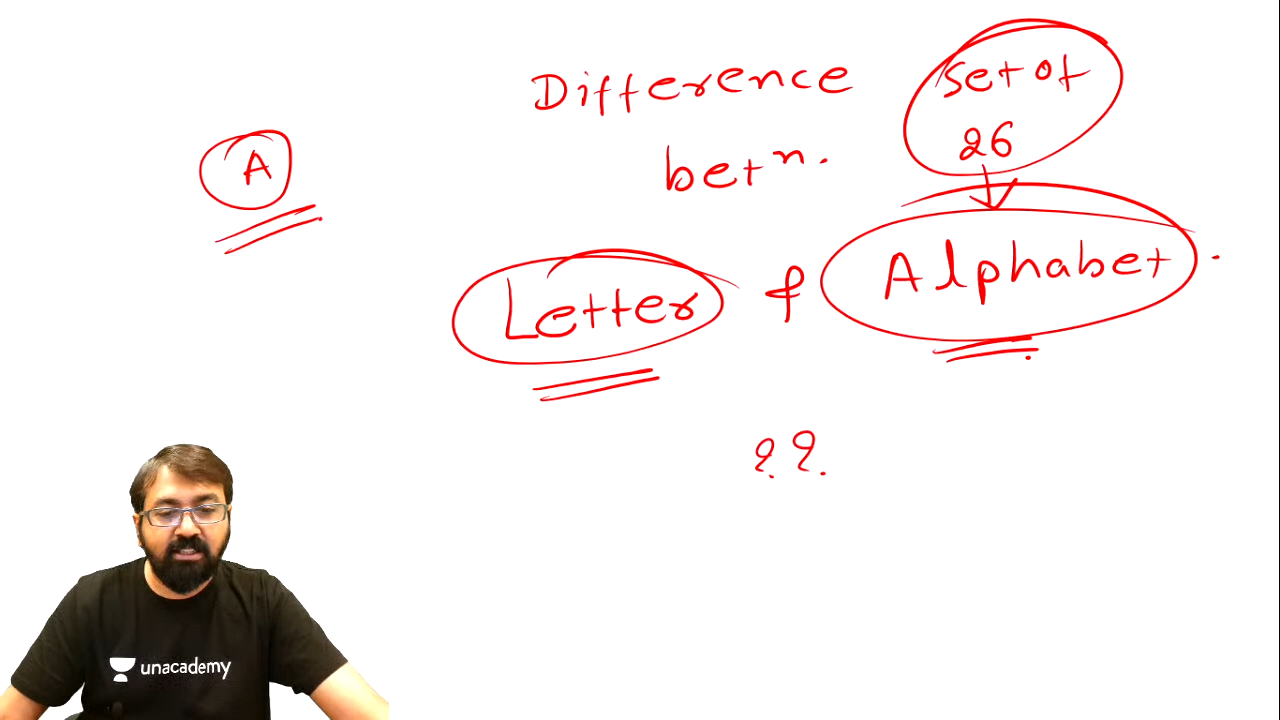 Difference
betn.
Set of
26
A
Letter & Alphabet.
??
unacademy